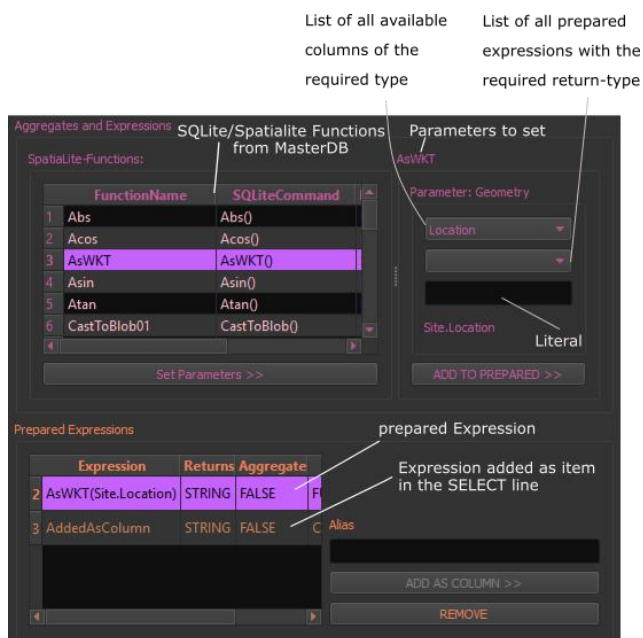 List of all available
columns of the
required type
List of all prepared
expressions with the
required return-type
Aggregates and Expressions
SQLite/Spatialite Functions
from MasterDB
Parameters to set
SpatiaLite-Functions:
AsWKT
FunctionName SQLiteCommand
1 Abs Abs()
2 Acos Acos()
3 AsWKT AsWKT()
4 Asin Asin()
5 Atan Atan()
6 CastToBlob01 CastToBlob()
Set Parameters >>
Parameter: Geometry
Location
Site.Location
Literal
ADD TO PREPARED >>
Prepared Expressions
prepared Expression
Expression Returns Aggregate
2 AsWKT(Site.Location) STRING FALSE
3 AddedAsColumn STRING FALSE C
Expression added as item
in the SELECT line
Alias
ADD AS COLUMN >>
REMOVE